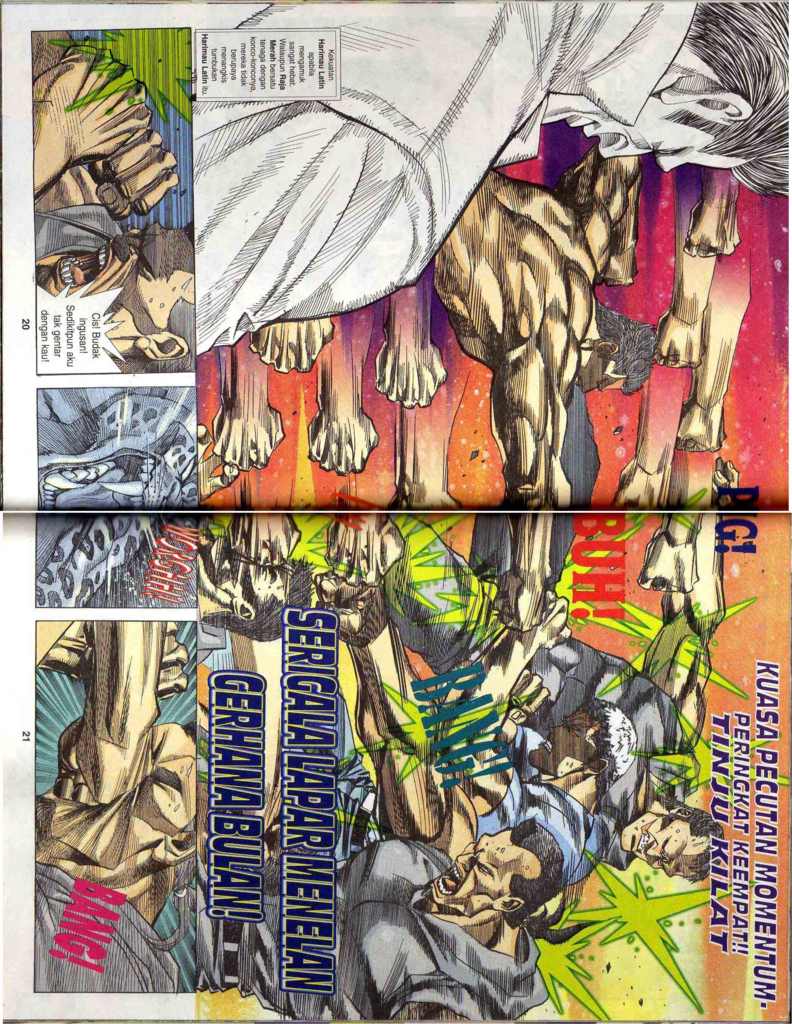 Kekuatan
Harimau Latin
apabila
mengamuk
sangat hebat.
Walaupun Raja
Merah bersatu
tenaga dengan
konco-konconya,
mereka tidak
berupaya
menangkis
tumbukan
Harimau Latin itu.
BUH!
BANG!
KUASA PECUTAN MOMENTUM-
PERINGKAT KEEMPAT!!
TINJU KILAT
SERIGALA LAPAR MENELAN
GERHANA BULAN!
Cis! Budak
ingusan!
Sedikitpun aku
tak gentar
dengan kau!
BANG!
20
21